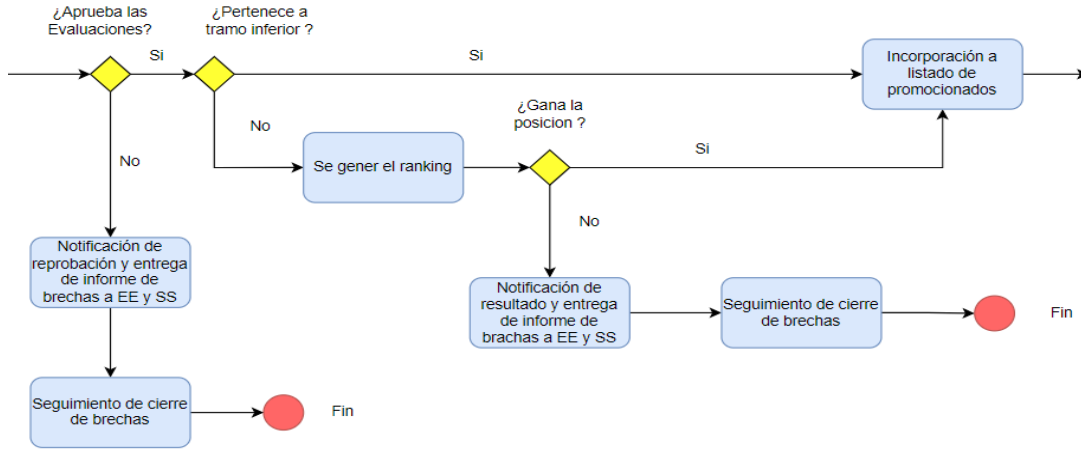 ¿Aprueba las
Evaluaciones?
¿Pertenece a
tramo inferior ?
Si
Si
Incorporación a
listado de
promocionados
No
No
Se gener el ranking
¿Gana la
posicion ?
Si
No
Notificación de
reprobación y entrega
de informe de
brechas a EE y SS
Notificación de
resultado y entrega
de informe de
brachas a EE y SS
Seguimiento de cierre
de brechas
Fin
Seguimiento de cierre
de brechas
Fin